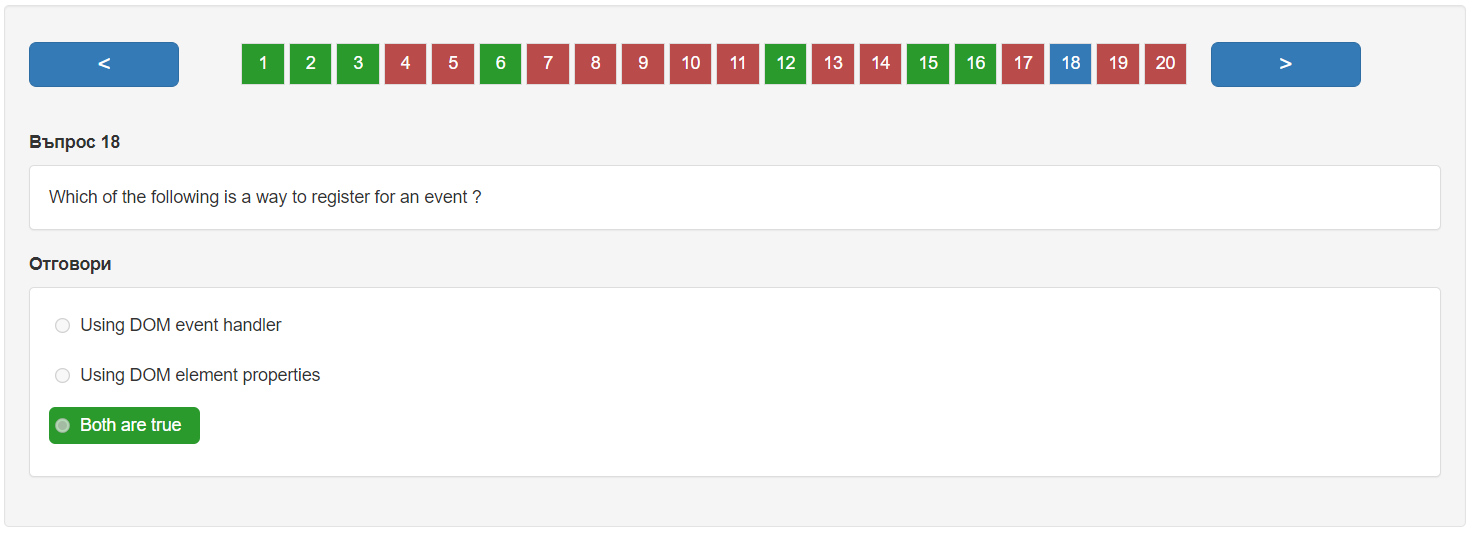 < 1 2 3 4 5 6 7 8 9 10 11 12 13 14 15 16 17 18 19 20 >
Въпрос 18
Which of the following is a way to register for an event ?
Отговори
Using DOM event handler
Using DOM element properties
Both are true